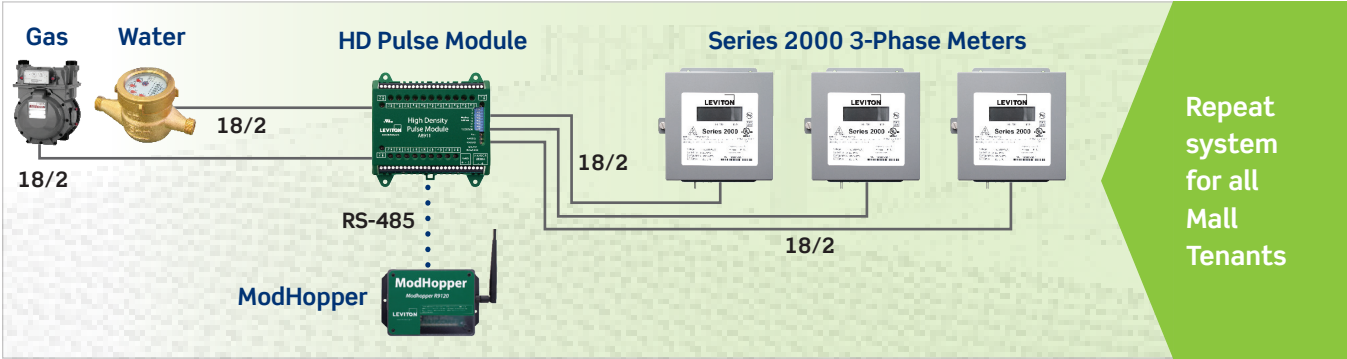 Gas
Water
HD Pulse Module
Series 2000 3-Phase Meters
18/2
18/2
18/2
18/2
RS-485
ModHopper
High Density
Pulse Module
LEVITON
ModHopper
Modhopper R9120
LEVITON
LEVITON
Series 2000
LEVITON
Series 2000
LEVITON
Series 2000
Repeat
system
for all
Mall
Tenants